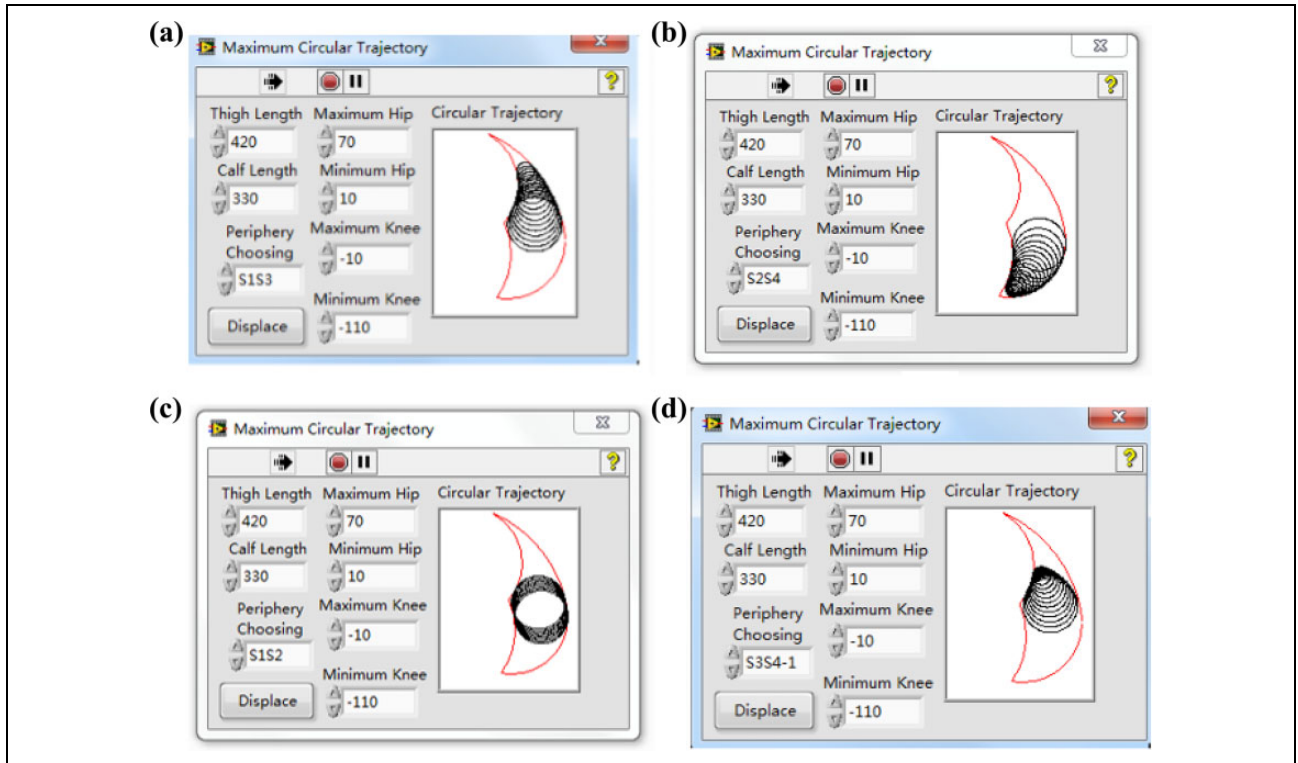 (a)
Maximum Circular Trajectory
Thigh Length Maximum Hip Circular Trajectory
420 70
Calf Length Minimum Hip
330 10
Periphery Maximum Knee
Choosing
-10
S1S3
Minimum Knee
Displace -110
(b)
Maximum Circular Trajectory
Thigh Length Maximum Hip Circular Trajectory
420 70
Calf Length Minimum Hip
330 10
Periphery Maximum Knee
Choosing
-10
S2S4
Minimum Knee
Displace -110
(c)
Maximum Circular Trajectory
Thigh Length Maximum Hip Circular Trajectory
420 70
Calf Length Minimum Hip
330 10
Periphery Maximum Knee
Choosing
-10
S1S2
Minimum Knee
Displace -110
(d)
Maximum Circular Trajectory
Thigh Length Maximum Hip Circular Trajectory
420 70
Calf Length Minimum Hip
330 10
Periphery Maximum Knee
Choosing
-10
S3S4-1
Minimum Knee
Displace -110